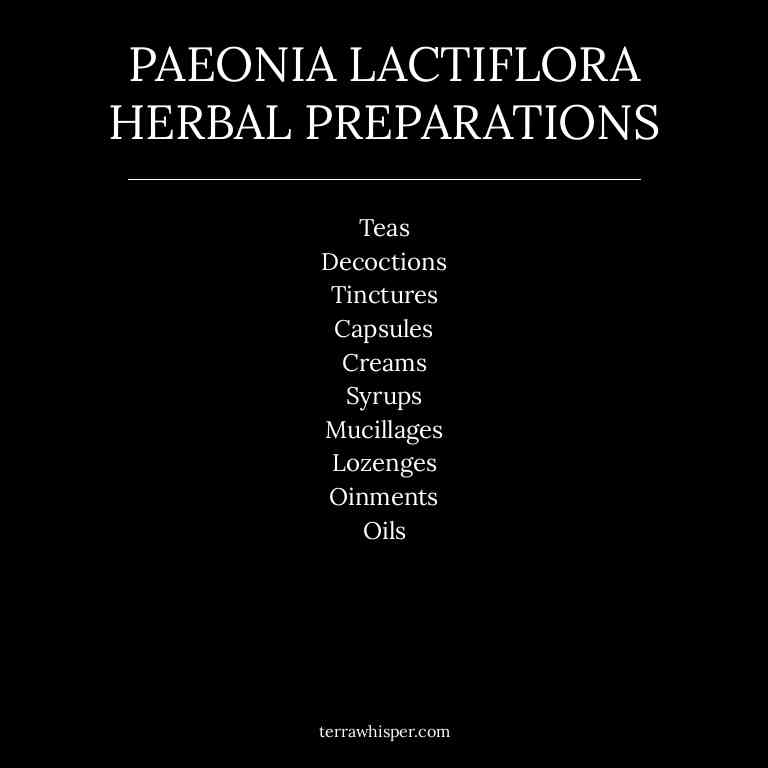 PAEONIA LACTIFLORA
HERBAL PREPARATIONS
Teas
Decoctions
Tinctures
Capsules
Creams
Syrups
Mucillages
Lozenges
Oinments
Oils
terrawhisper.com